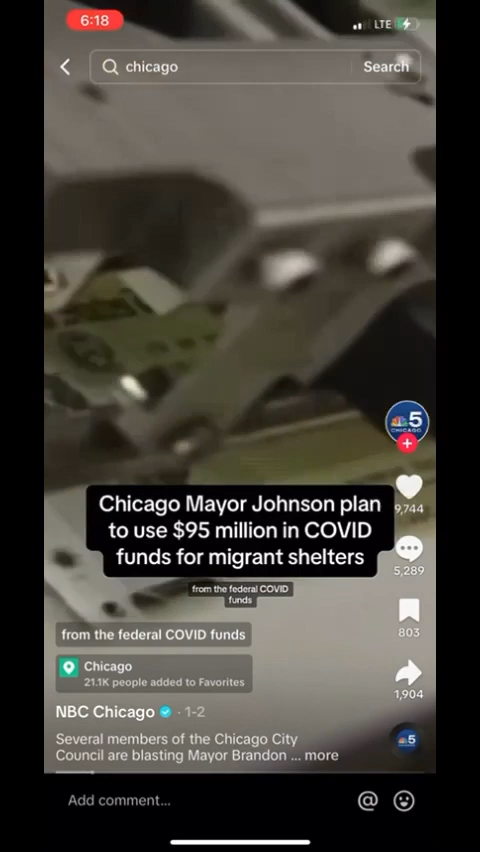 6:18
LTE
chicago
Search
5
CHICAGO
9,744
Chicago Mayor Johnson plan
to use $95 million in COVID
funds for migrant shelters
5,289
from the federal COVID
funds
803
from the federal COVID funds
Chicago
21.1K people added to Favorites
1,904
NBC Chicago · 1-2
Several members of the Chicago City
Council are blasting Mayor Brandon ... more
5
Add comment...
@